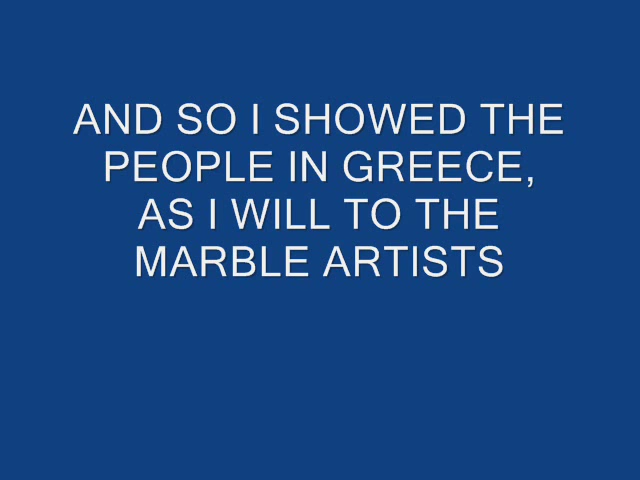 AND SO I SHOWED THE
PEOPLE IN GREECE,
AS I WILL TO THE
MARBLE ARTISTS